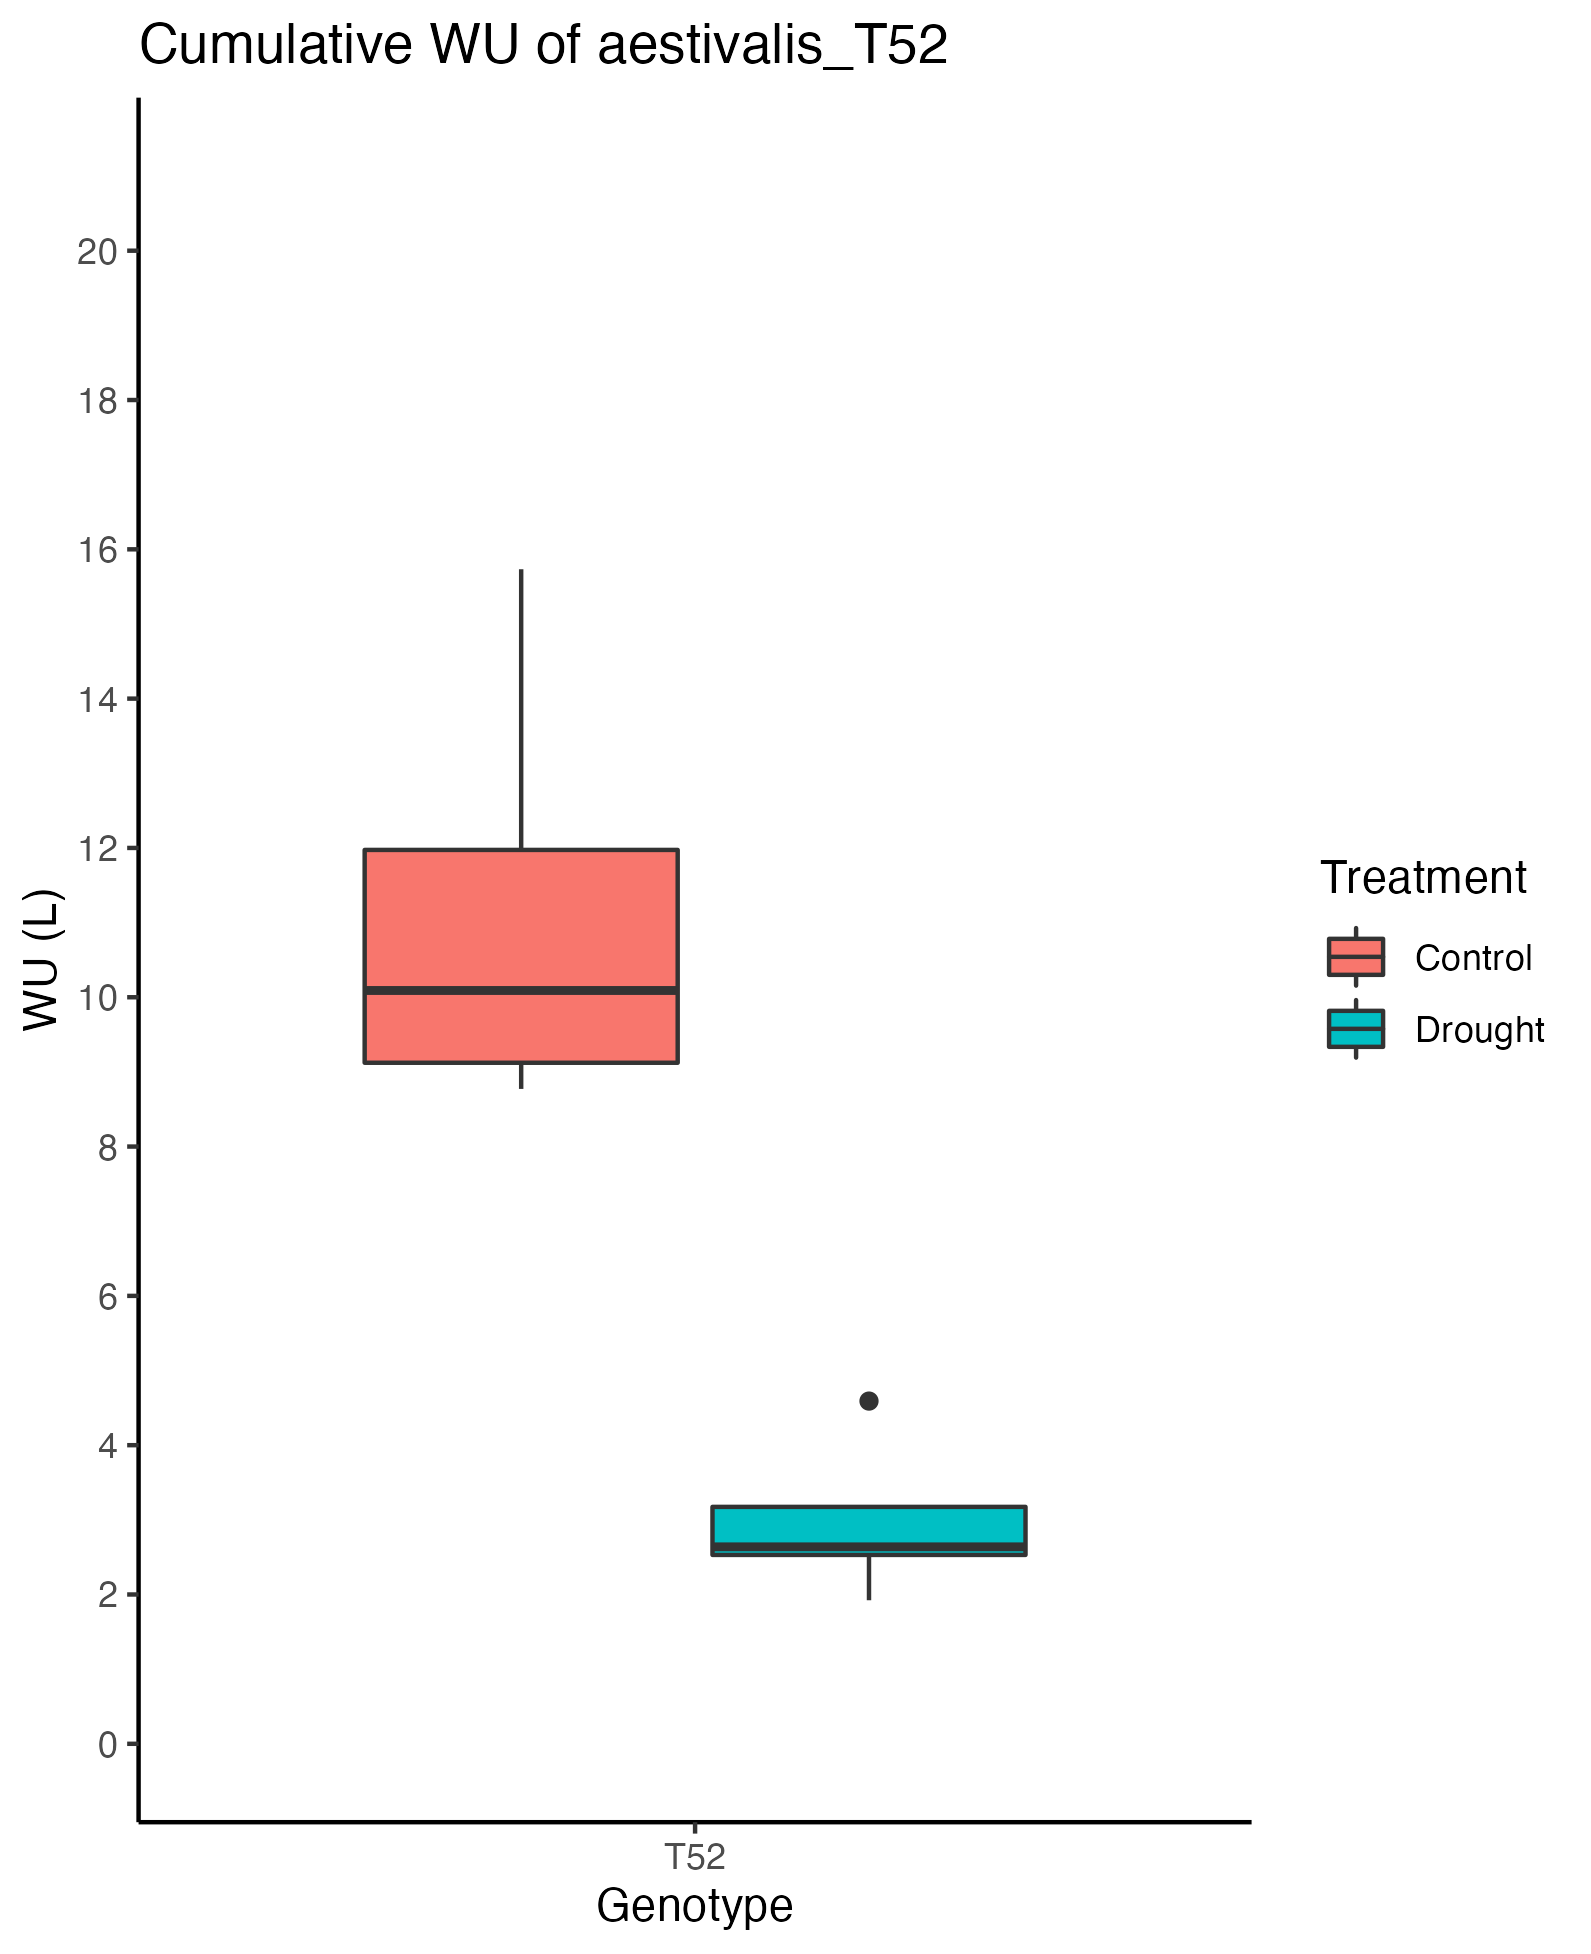 Cumulative WU of aestivalis_T52
WU (L)
20
18
16
14
12
10
8
6
4
2
0
T52
Genotype
Treatment
Control
Drought